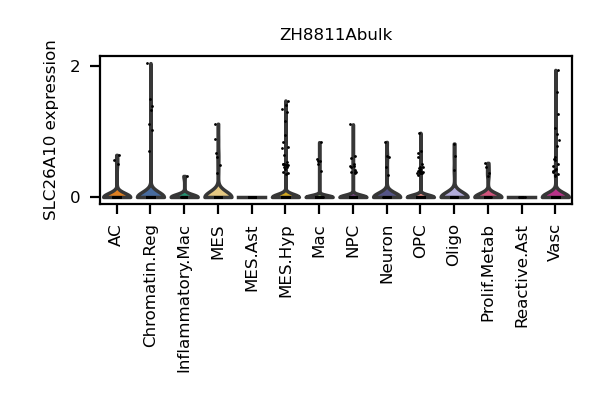 ZH8811Abulk
SLC26A10 expression
2
0
AC
Chromatin.Reg
Inflammatory.Mac
MES
MES.Ast
MES.Hyp
Mac
NPC
Neuron
OPC
Oligo
Prolif.Metab
Reactive.Ast
Vasc